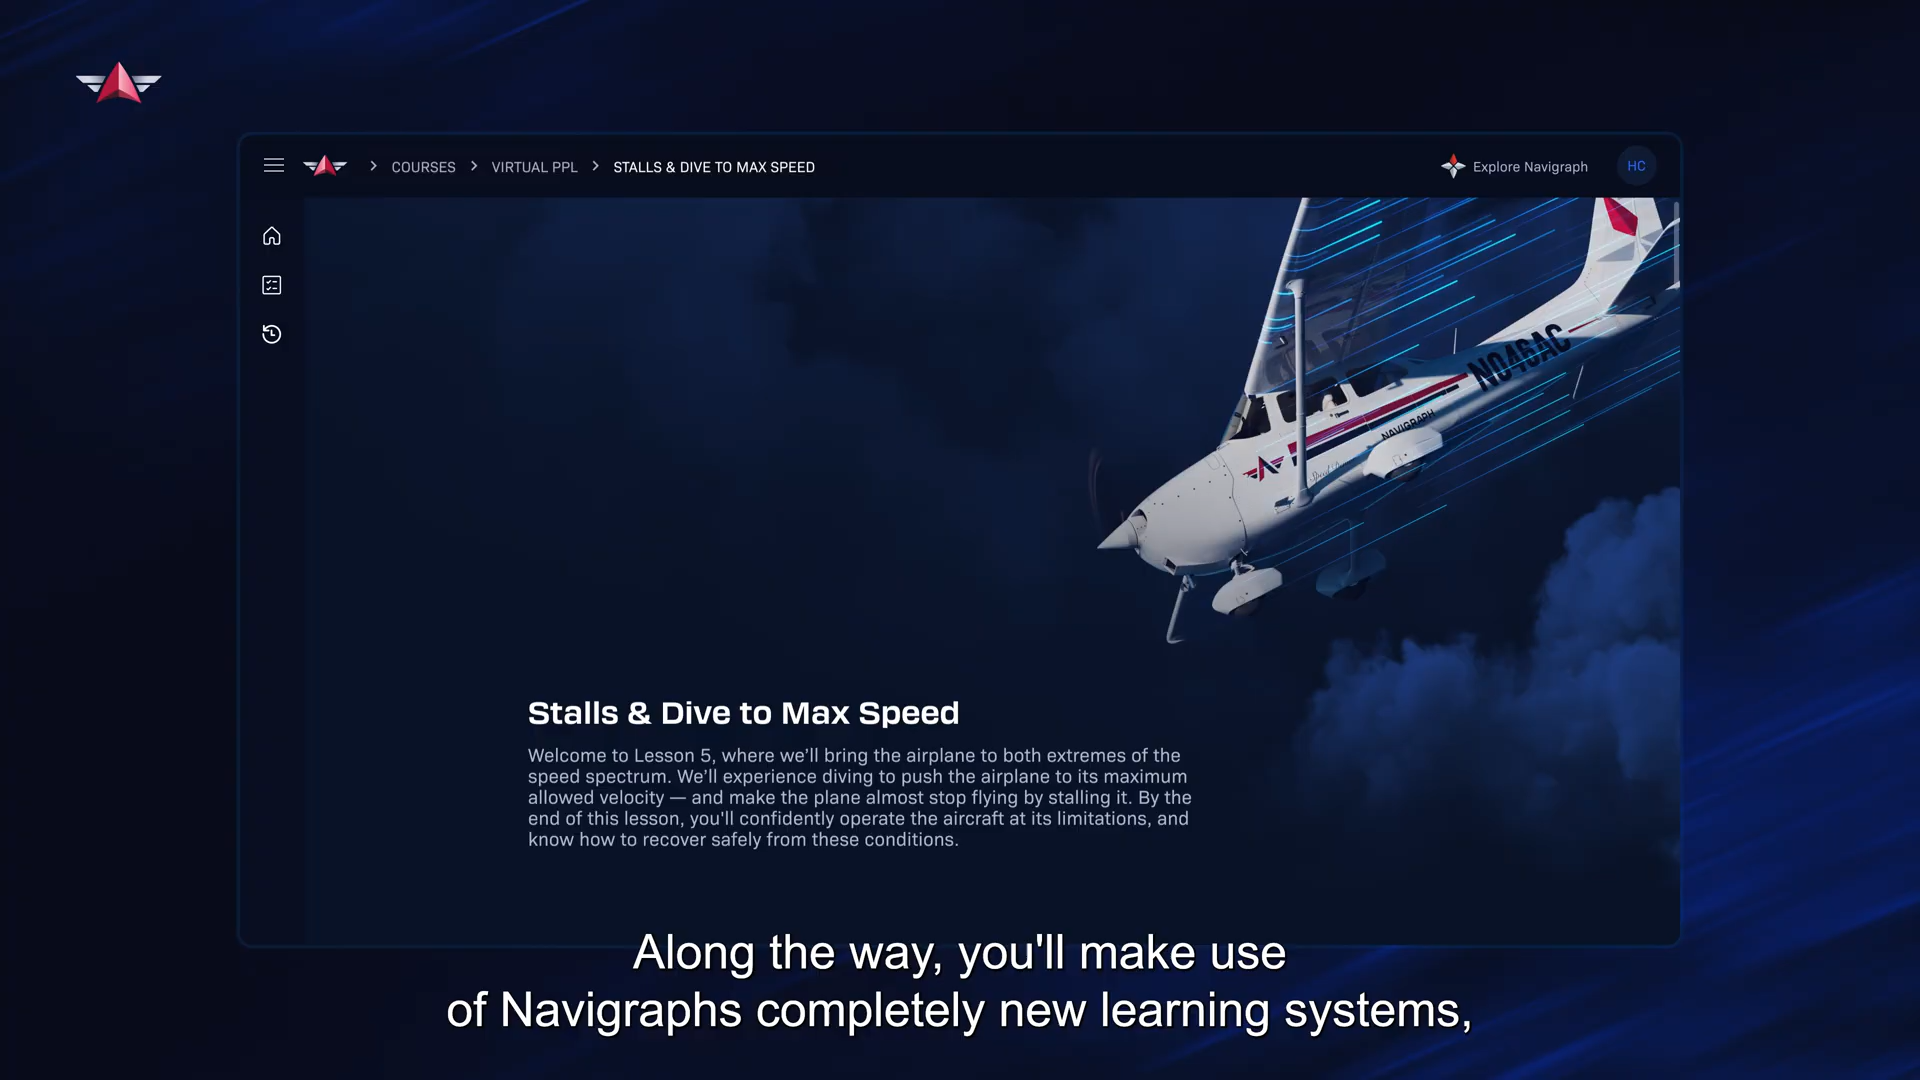 COURSES
VIRTUAL PPL
STALLS & DIVE TO MAX SPEED
Explore Navigraph
HC
N046AC
NAVIGRAPH
Stalls & Dive to Max Speed
Welcome to Lesson 5, where we'll bring the airplane to both extremes of the
speed spectrum. We'll experience diving to push the airplane to its maximum
allowed velocity — and make the plane almost stop flying by stalling it. By the
end of this lesson, you'll confidently operate the aircraft at its limitations, and
know how to recover safely from these conditions.
Along the way, you'll make use
of Navigraphs completely new learning systems,